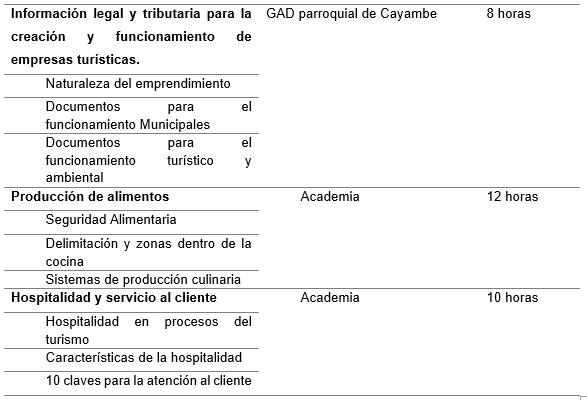 Información legal y tributaria para la GAD parroquial de Cayambe 8 horas
creación y funcionamiento de
empresas turísticas.
Naturaleza del emprendimiento
Documentos para el
funcionamiento Municipales
Documentos para el
funcionamiento turístico y
ambiental
Producción de alimentos Academia 12 horas
Seguridad Alimentaria
Delimitación y zonas dentro de la
cocina
Sistemas de producción culinaria
Hospitalidad y servicio al cliente Academia 10 horas
Hospitalidad en procesos del
turismo
Características de la hospitalidad
10 claves para la atención al cliente